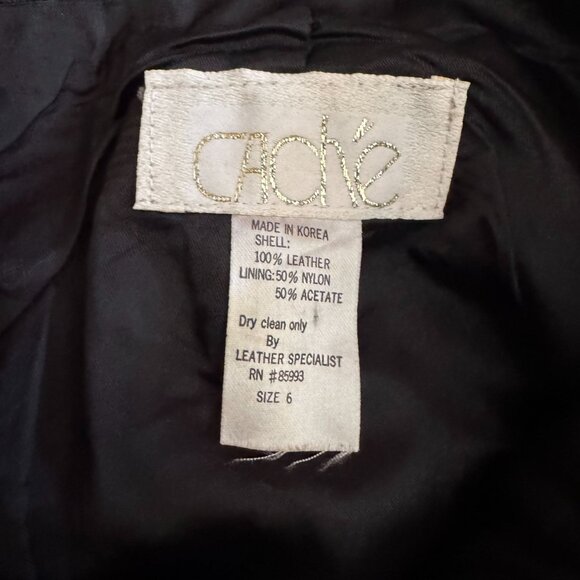 CAché
MADE IN KOREA
SHELL:
100% LEATHER
LINING:50% NYLON
50% ACETATE
Dry clean only
By
LEATHER SPECIALIST
RN #85993
SIZE 6